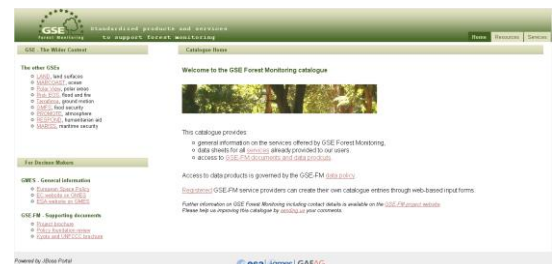 GSE
Forest Monitoring
Standardized products and services
to support forest monitoring
Home Resources Services
GSE - The Wider Context
The other GSEs
LAND, land surfaces
MARCOAST, ocean
Polar View, polar areas
Risk-EOS, flood and fire
Terrafirma, ground motion
GMFS, food security
PROMOTE, atmosphere
RESPOND, humanitarian aid
MARISS, maritime security
For Decision Makers
GMES - General information
European Space Policy
EC website on GMES
ESA website on GMES
GSE-FM - Supporting documents
Project brochure
Policy foundation review
Kyoto and UNFCCC brochure
Catalogue Home
Welcome to the GSE Forest Monitoring catalogue
This catalogue provides:
general information on the services offered by GSE Forest Monitoring,
data sheets for all services already provided to our users
access to GSE-FM documents and data products.
Access to data products is governed by the GSE-FM data policy.
Registered GSE-FM service providers can create their own catalogue entries through web-based input forms.
Further information on GSE Forest Monitoring including contact details is available on the GSE-FM project website.
Please help us improving this catalogue by sending us your comments.
Powered by JBoss Portal
esa gmes GAFAG